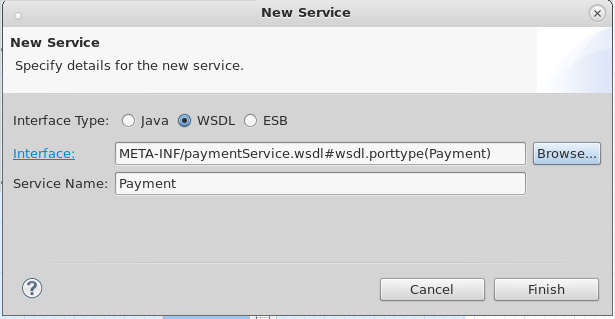 New Service
New Service
Specify details for the new service.
Interface Type: Java WSDL ESB
Interface: META-INF/paymentService.wsdl#wsdl.porttype(Payment) Browse...
Service Name: Payment
? Cancel Finish